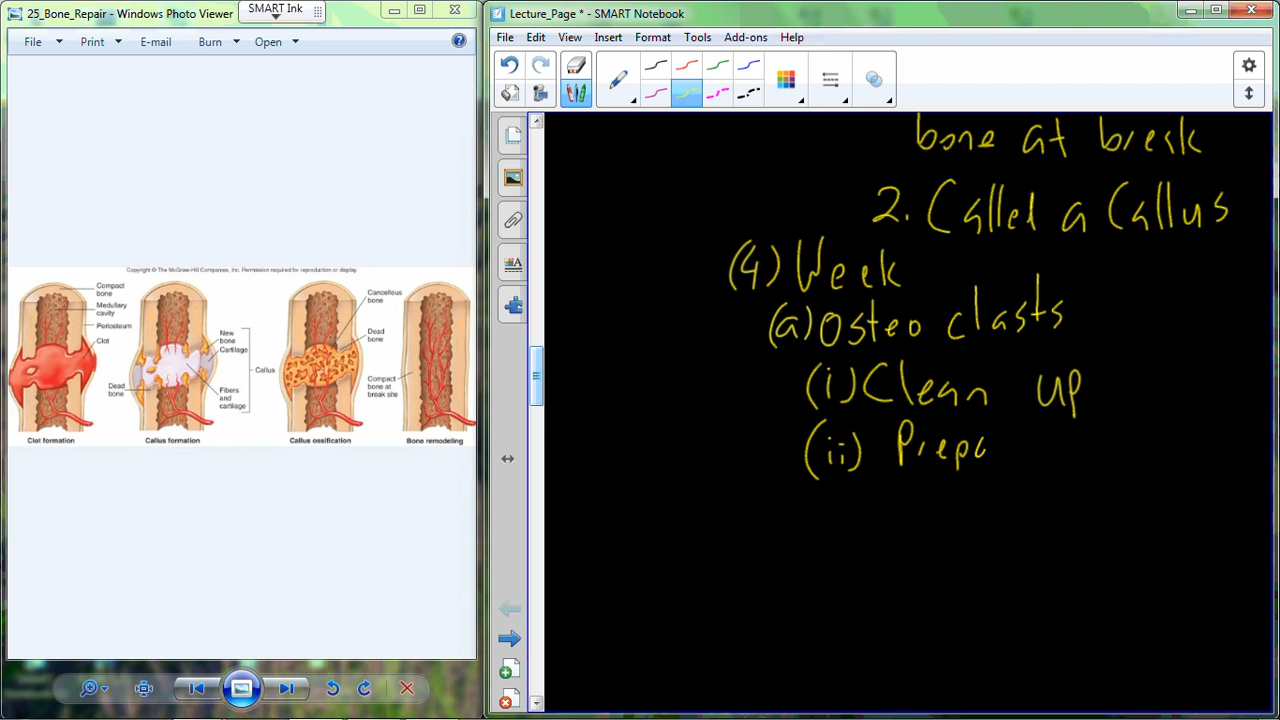 25_Bone_Repair - Windows Photo Viewer
SMART Ink
File Print E-mail Burn Open
Copyright © The McGraw-Hill Companies, Inc. Permission required for reproduction or display.
Compact bone
Medullary cavity
Periosteum
Clot
Dead bone
New bone
Cartilage
Callus
Fibers and cartilage
Cancellous bone
Dead bone
Compact bone at break site
Clot formation
Callus formation
Callus ossification
Bone remodeling
Lecture_Page * - SMART Notebook
File Edit View Insert Format Tools Add-ons Help
bone at break
2. Called a Callus
(4) Week
(a) Osteo clasts
(i) Clean up
(ii) Prepa